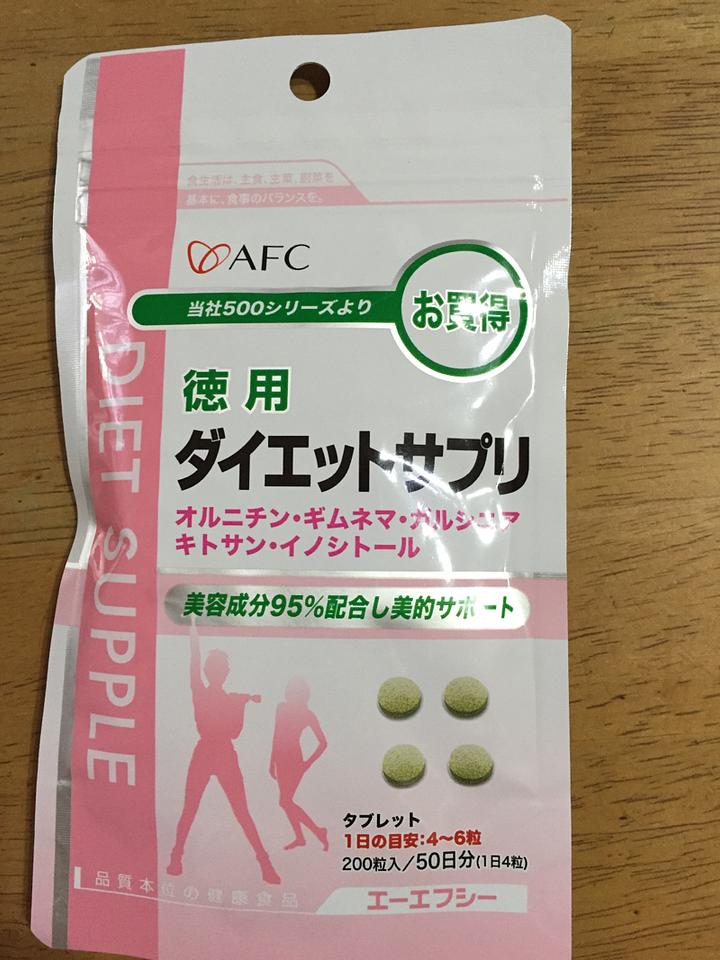 食生活は、主食、主菜、副菜を
基本に、食事のバランスを。
AFC
当社500シリーズより
お買得
徳用
ダイエットサプリ
オルニチン・ギムネマ・ガルシニア
キトサン・イノシトール
美容成分95%配合し美的サポート
DIET SUPPLE
タブレット
1日の目安:4〜6粒
200粒入/50日分(1日4粒)
品質本位の健康食品
エーエフシー